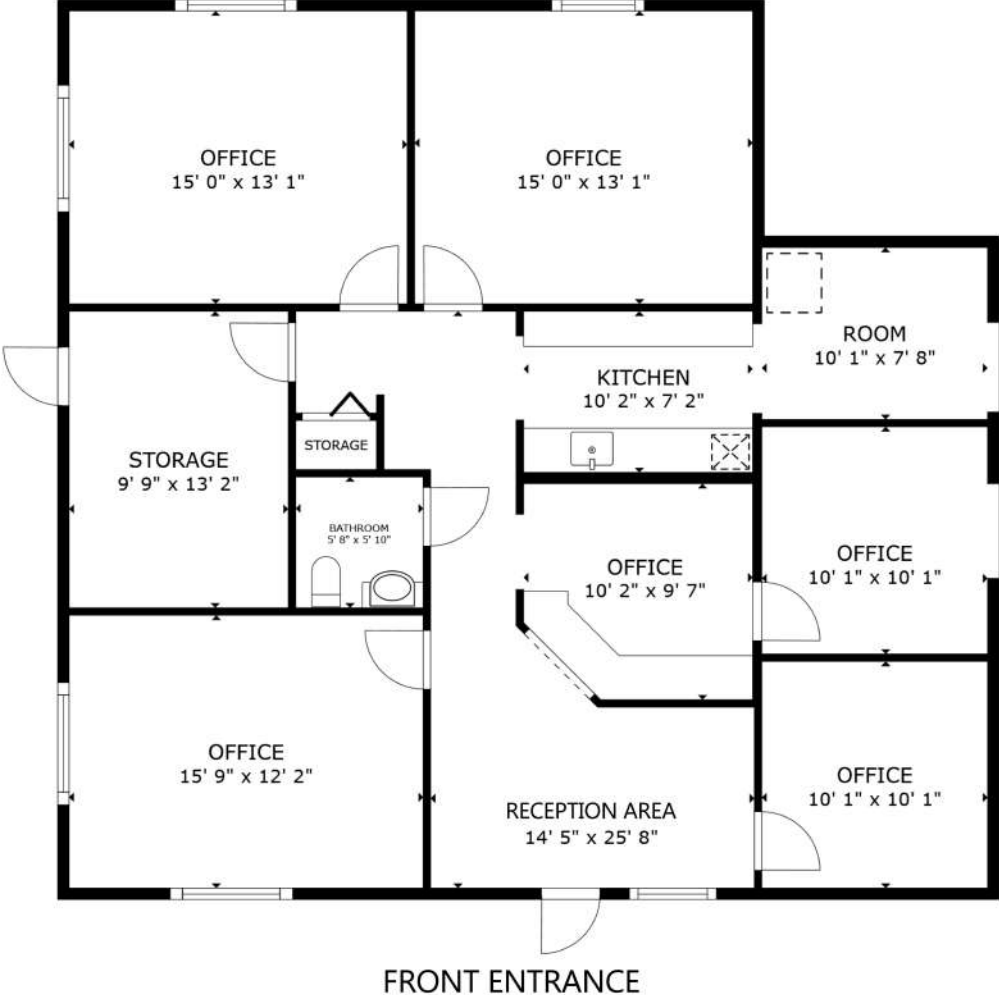 OFFICE
15' 0" x 13' 1"
OFFICE
15' 0" x 13' 1"
ROOM
10' 1" x 7' 8"
KITCHEN
10' 2" x 7' 2"
STORAGE
STORAGE
9' 9" x 13' 2"
BATHROOM
5' 8" x 5' 10"
OFFICE
10' 2" x 9' 7"
OFFICE
10' 1" x 10' 1"
OFFICE
15' 9" x 12' 2"
RECEPTION AREA
14' 5" x 25' 8"
OFFICE
10' 1" x 10' 1"
FRONT ENTRANCE